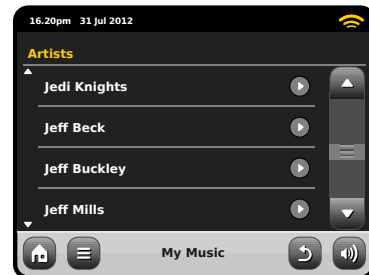 16.20pm 31 Jul 2012
Artists
Jedi Knights
Jeff Beck
Jeff Buckley
Jeff Mills
My Music